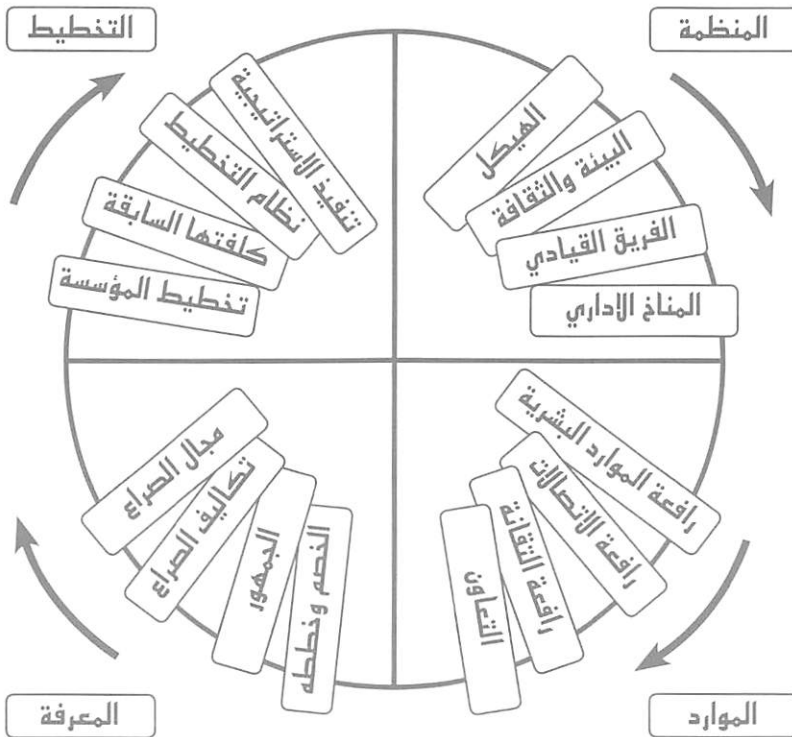 المنظمة
الهيكل
البيئة والثقافة
الفريق القيادي
المناخ الاداري
الموارد
رافعة الموارد البشرية
رافعة الاتصالات
رافعة التقانة
التعاون
المعرفة
الخصم وخططه
الجمهور
تكاليف الصراع
مجال الصراع
التخطيط
تخطيط المؤسسة
كلفتها السابقة
نظام التخطيط
تنفيذ الاستراتيجية